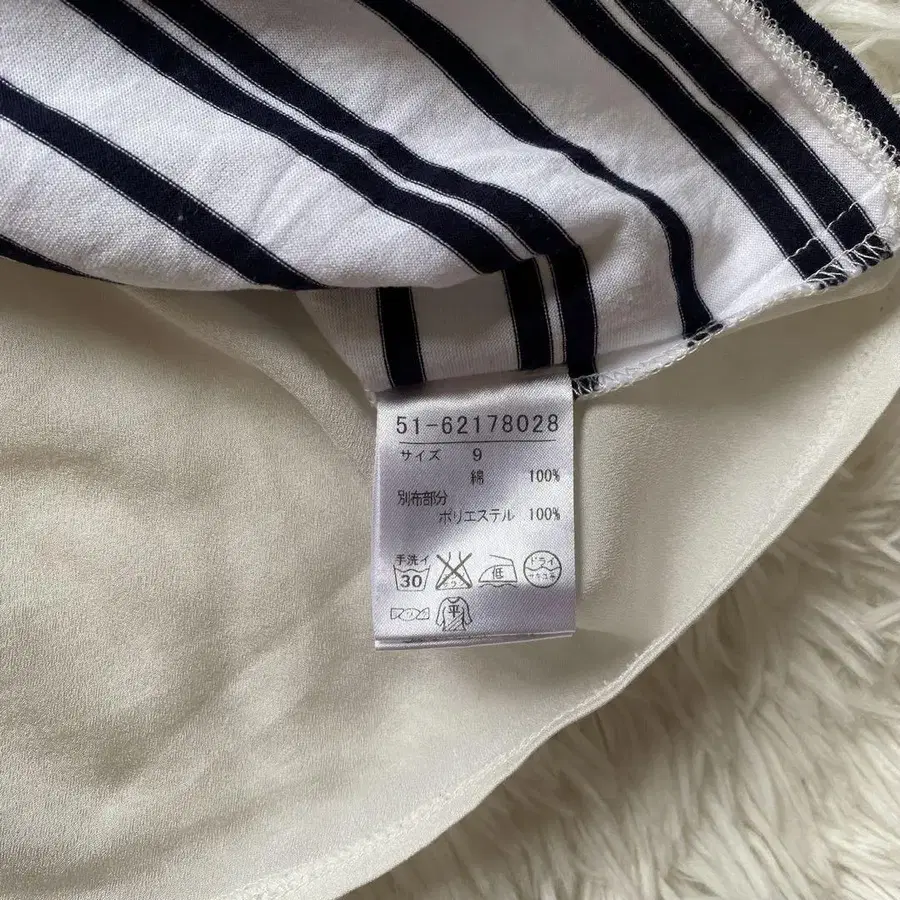 51-62178028
サイズ 9
綿 100%
別布部分
ポリエステル 100%
手洗イ
30
低
ドライ
平